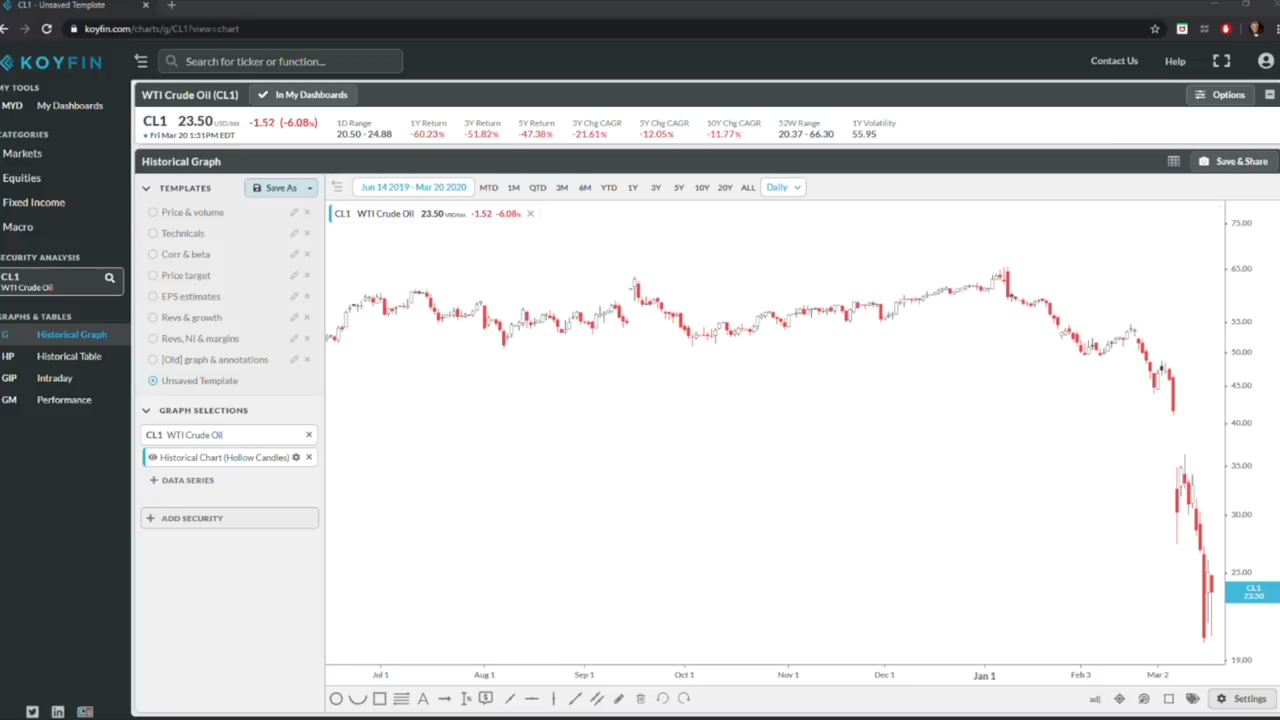 CL1 - Unsaved Template
koyfin.com/charts/g/CL1?view=chart
KOYFIN
Search for ticker or function...
Contact Us
Help
MY TOOLS
MYD My Dashboards
CATEGORIES
Markets
Equities
Fixed Income
Macro
SECURITY ANALYSIS
CL1
WTI Crude Oil
GRAPHS & TABLES
G Historical Graph
HP Historical Table
GIP Intraday
GM Performance
WTI Crude Oil (CL1)
In My Dashboards
Options
CL1 23.50 USD/bbl -1.52 (-6.08%)
Fri Mar 20 1:51PM EDT
1D Range
20.50 - 24.88
1Y Return
-60.23%
3Y Return
-51.82%
5Y Return
-47.38%
3Y Chg CAGR
-21.61%
5Y Chg CAGR
-12.05%
10Y Chg CAGR
-11.77%
52W Range
20.37 - 66.30
1Y Volatility
55.95
Historical Graph
Save & Share
TEMPLATES
Save As
Price & volume
Technicals
Corr & beta
Price target
EPS estimates
Revs & growth
Revs, NI & margins
[Old] graph & annotations
Unsaved Template
GRAPH SELECTIONS
CL1 WTI Crude Oil
Historical Chart (Hollow Candles)
+ DATA SERIES
+ ADD SECURITY
Jun 14 2019 - Mar 20 2020 MTD 1M QTD 3M 6M YTD 1Y 3Y 5Y 10Y 20Y ALL Daily
CL1 WTI Crude Oil 23.50 USD/bbl -1.52 -6.08%
75.00
65.00
55.00
50.00
45.00
40.00
35.00
30.00
25.00
CL1
23.50
19.00
Jul 1 Aug 1 Sep 1 Oct 1 Nov 1 Dec 1 Jan 1 Feb 3 Mar 2
Settings